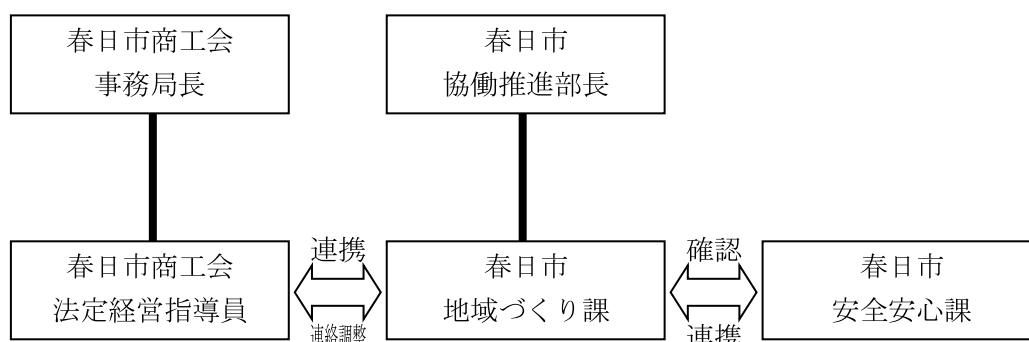 春日市商工会
事務局長
春日市
協働推進部長
春日市商工会
法定経営指導員
連携
連絡調整
春日市
地域づくり課
確認
連携
春日市
安全安心課